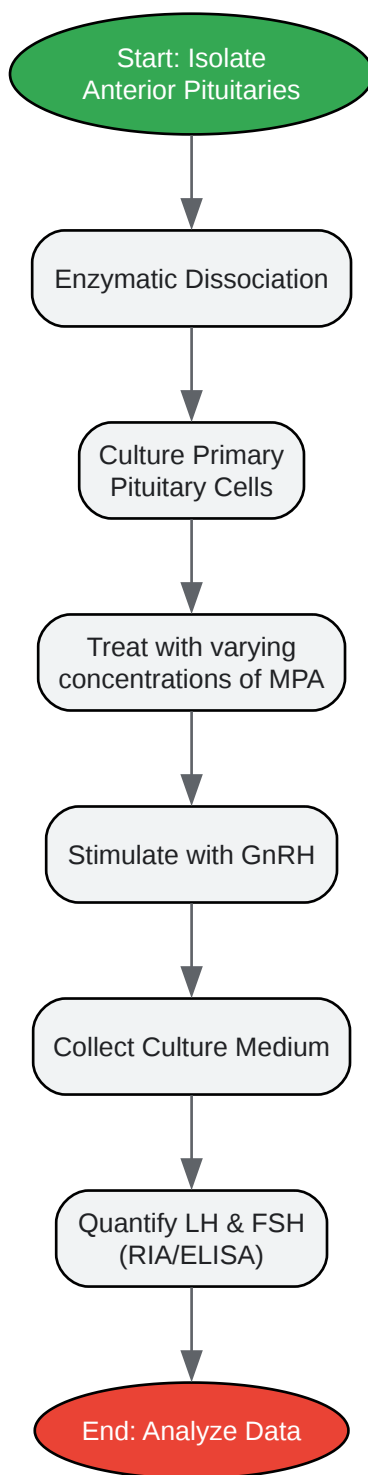 Start: Isolate
Anterior Pituitaries
Enzymatic Dissociation
Culture Primary
Pituitary Cells
Treat with varying
concentrations of MPA
Stimulate with GnRH
Collect Culture Medium
Quantify LH & FSH
(RIA/ELISA)
End: Analyze Data